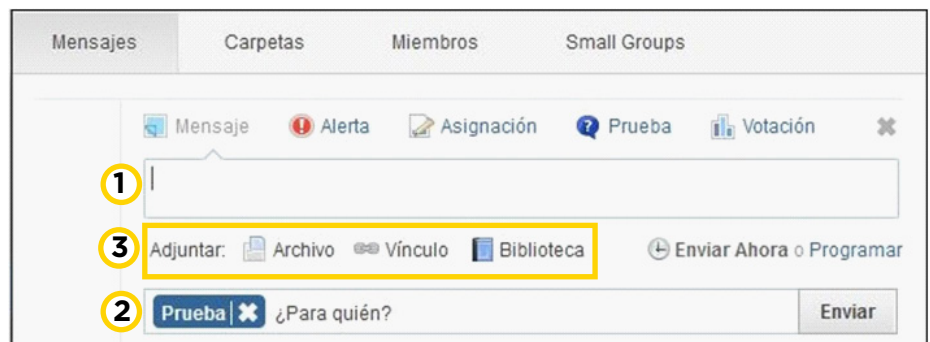 Mensajes Carpetas Miembros Small Groups
Mensaje Alerta Asignación Prueba Votación
1
3 Adjuntar: Archivo Vínculo Biblioteca Enviar Ahora o Programar
2 Prueba ¿Para quién? Enviar